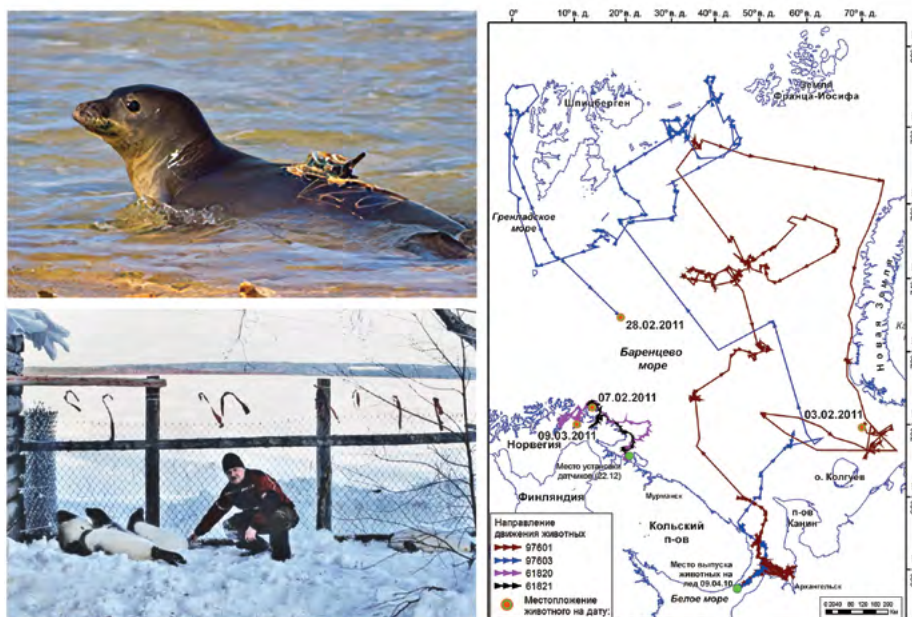 0°
10°в. д.
20°в. д.
30°в. д.
40°в. д.
50°в. д.
60°в. д.
70°в. д.
Земля
Франца-Иосифа
Шпицберген
Гренладское
море
Новая Земля
28.02.2011
Баренцево
море
07.02.2011
03.02.2011
09.03.2011
Норвегия
Место установки
датчиков (22.12)
о. Колгуев
Финляндия
Мурманск
п-ов
Канин
Кольский
п-ов
Направление
движения животных
97601
97603
61820
61821
Местопложение
животного на дату:
Место выпуска
животных на
лед 09.04.10
Архангельск
Белое море